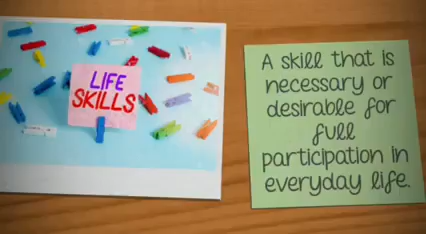 LIFE
SKILLS
A skill that is
necessary or
desirable for
full
participation in
everyday life.